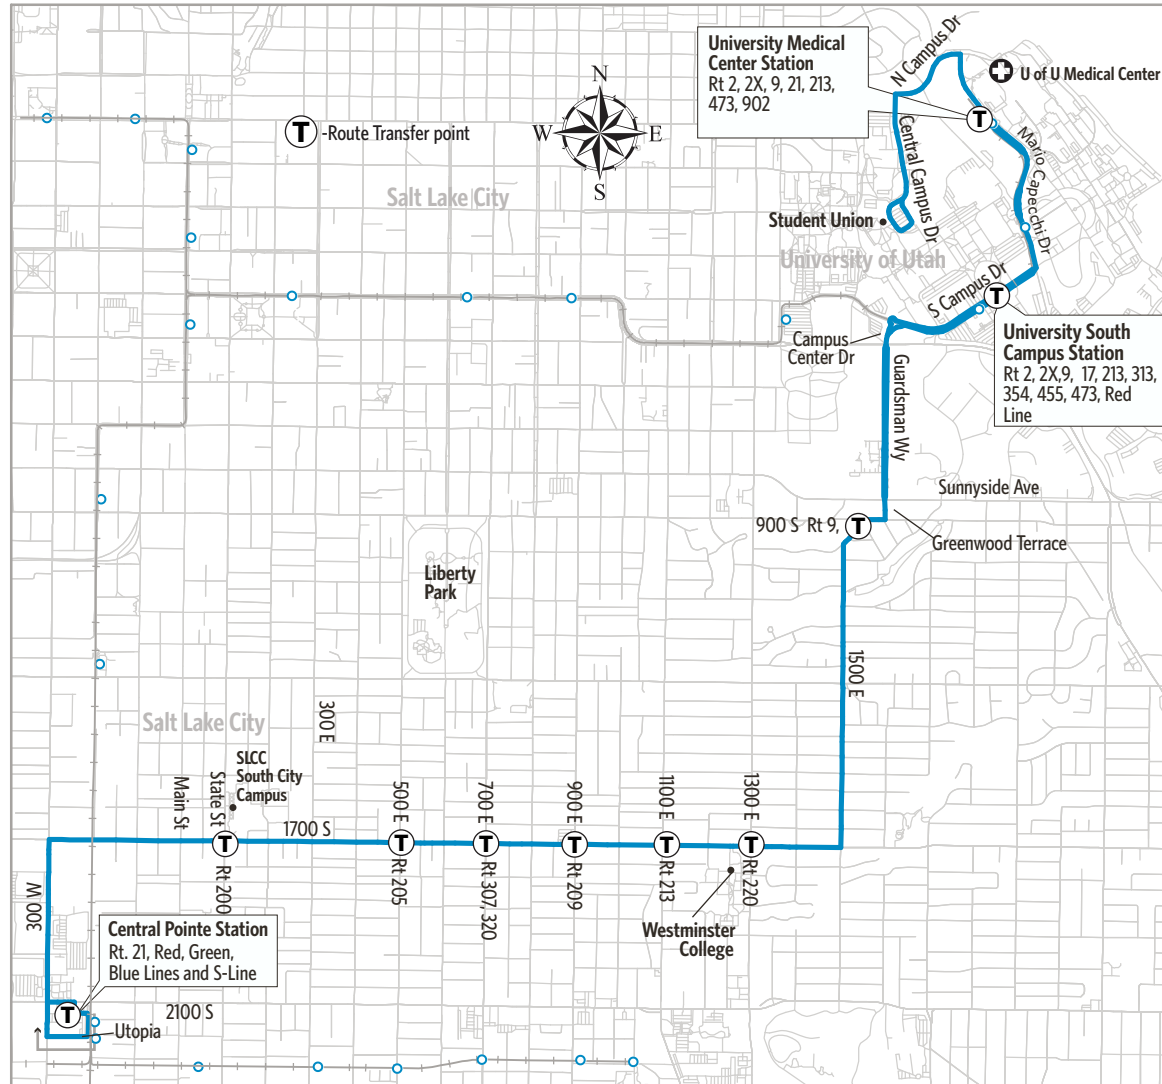 University Medical
Center Station
Rt 2, 2X, 9, 21, 213,
473, 902
N Campus Dr
U of U Medical Center
N
W
E
S
T
-Route Transfer point
T
Central Campus Dr
Mario Capecchi Dr
Salt Lake City
Student Union
University of Utah
S Campus Dr
T
University South
Campus Station
Rt 2, 2X,9, 17, 213, 313,
354, 455, 473, Red
Line
Campus
Center Dr
Guardsman Wy
Sunnyside Ave
900 S Rt 9,
T
Greenwood Terrace
Liberty
Park
1500 E
Salt Lake City
300 E
SLCC
South City
Campus
Main St
State St
500 E
700 E
900 E
1100 E
1300 E
1700 S
T
T
T
T
T
T
Rt 200
Rt 205
Rt 307, 320
Rt 209
Rt 213
Rt 220
300 W
Westminster
College
Central Pointe Station
Rt. 21, Red, Green,
Blue Lines and S-Line
T
2100 S
Utopia